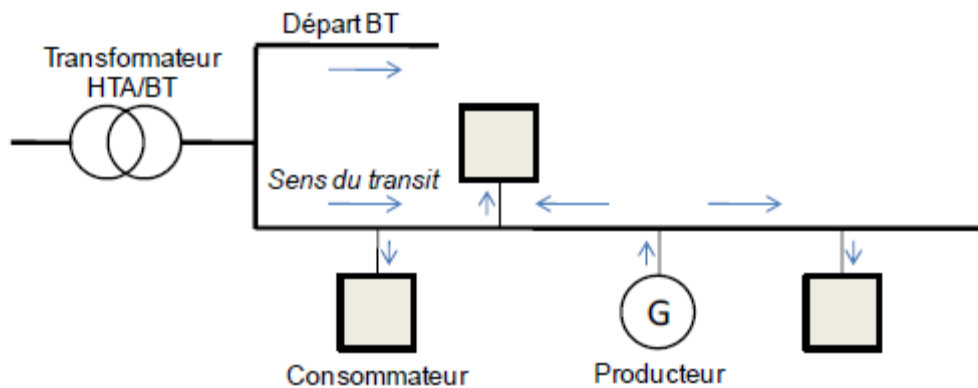 Départ BT
Transformateur
HTA/BT
Sens du transit
G
Consommateur
Producteur